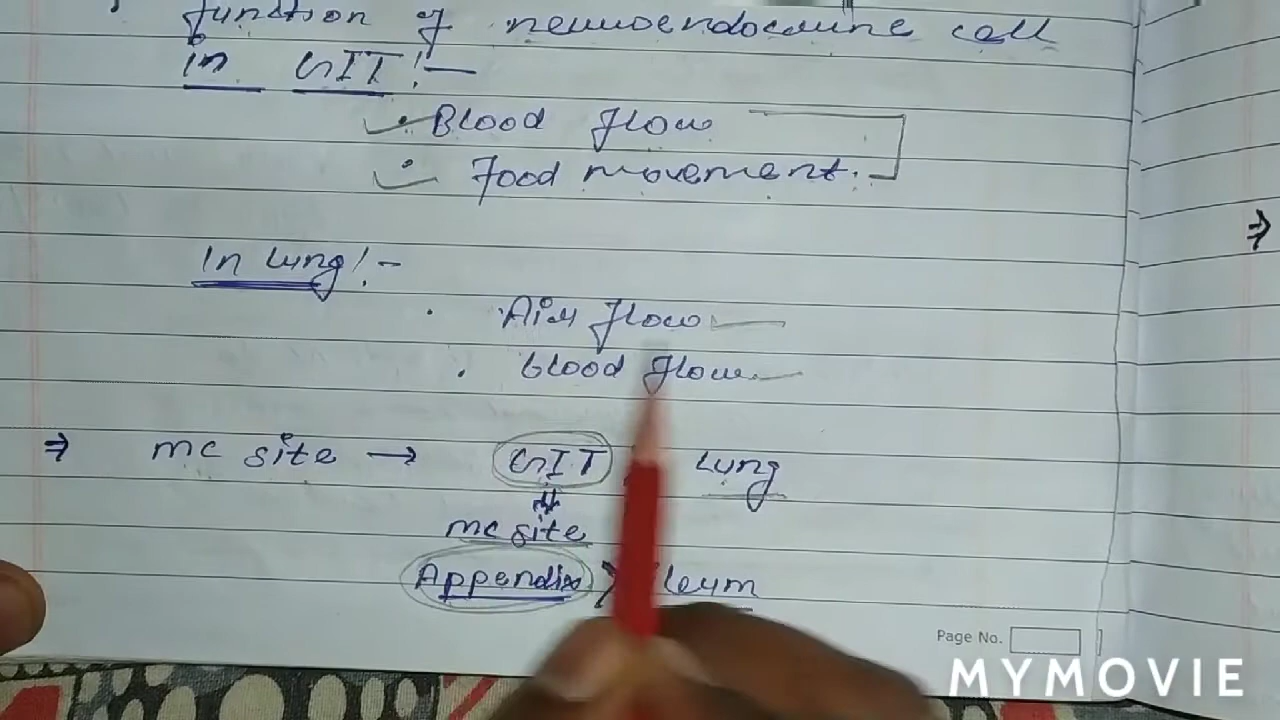 function of neuroendocrine cell
in GIT!-
Blood flow
Food movement.
In Lung!-
Air flow
blood flow
⇒ mc site → GIT Lung
mc site
Appendix > Ileum
Page No.
⇒
MYMOVIE